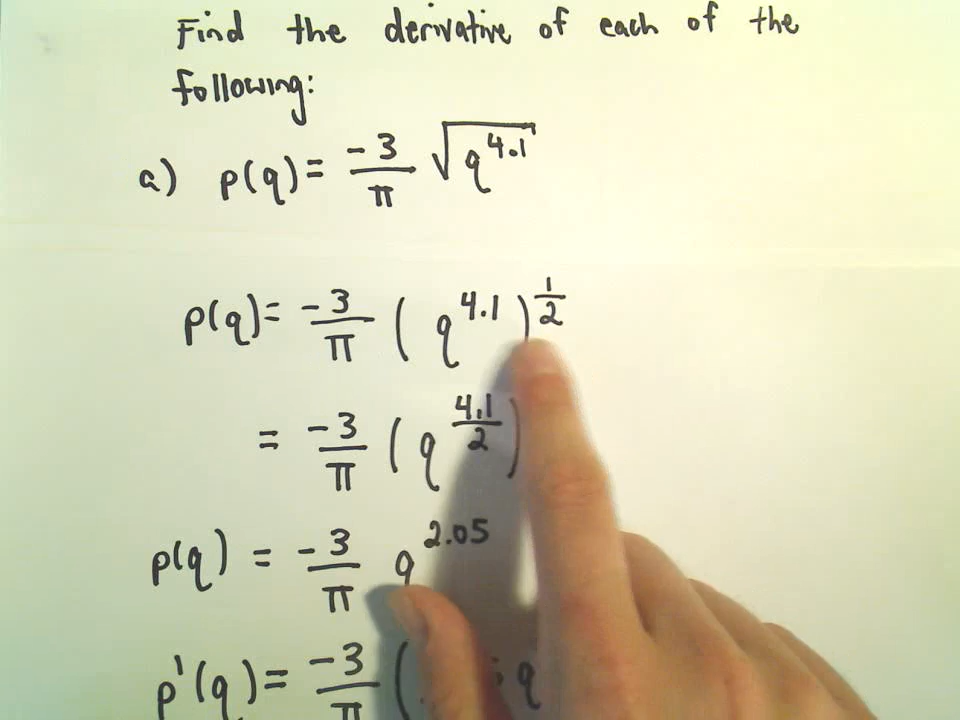 Find the derivative of each of the
following:
a) p(q) = -3/π √q^4.1
p(q) = -3/π (q^4.1)^1/2
= -3/π (q^4.1/2)
p(q) = -3/π q^2.05
p'(q) = -3/π ( q